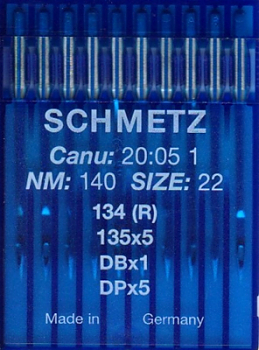 SCHMETZ
Canu: 20:05 1
NM: 140 SIZE: 22
134 (R)
135x5
DBx1
DPx5
Made in Germany